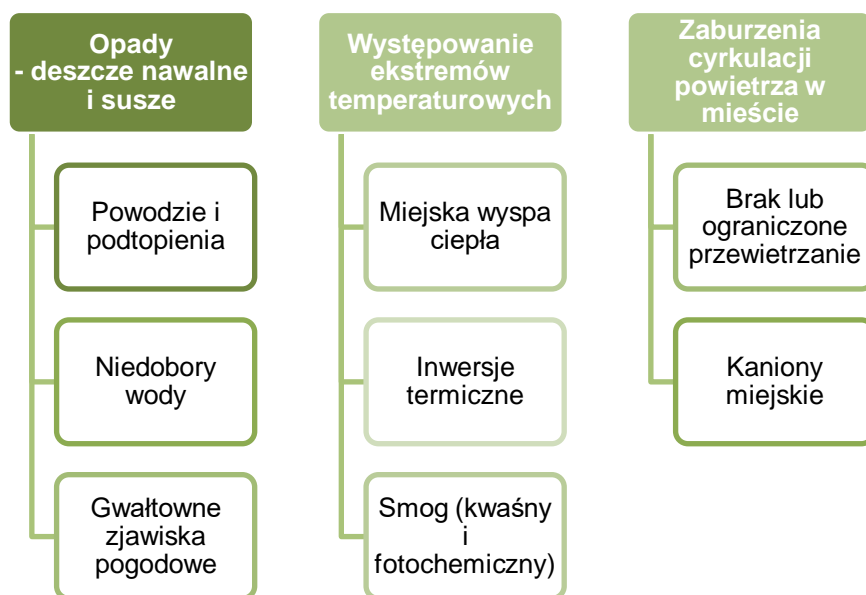 Opady
- deszcze nawalne
i susze
Powodzie i
podtopienia
Niedobory
wody
Gwałtowne
zjawiska
pogodowe
Występowanie
ekstremów
temperaturowych
Miejska wyspa
ciepła
Inwersje
termiczne
Smog (kwaśny
i
fotochemiczny)
Zaburzenia
cyrkulacji
powietrza w
mieście
Brak lub
ograniczone
przewietrzanie
Kaniony
miejskie